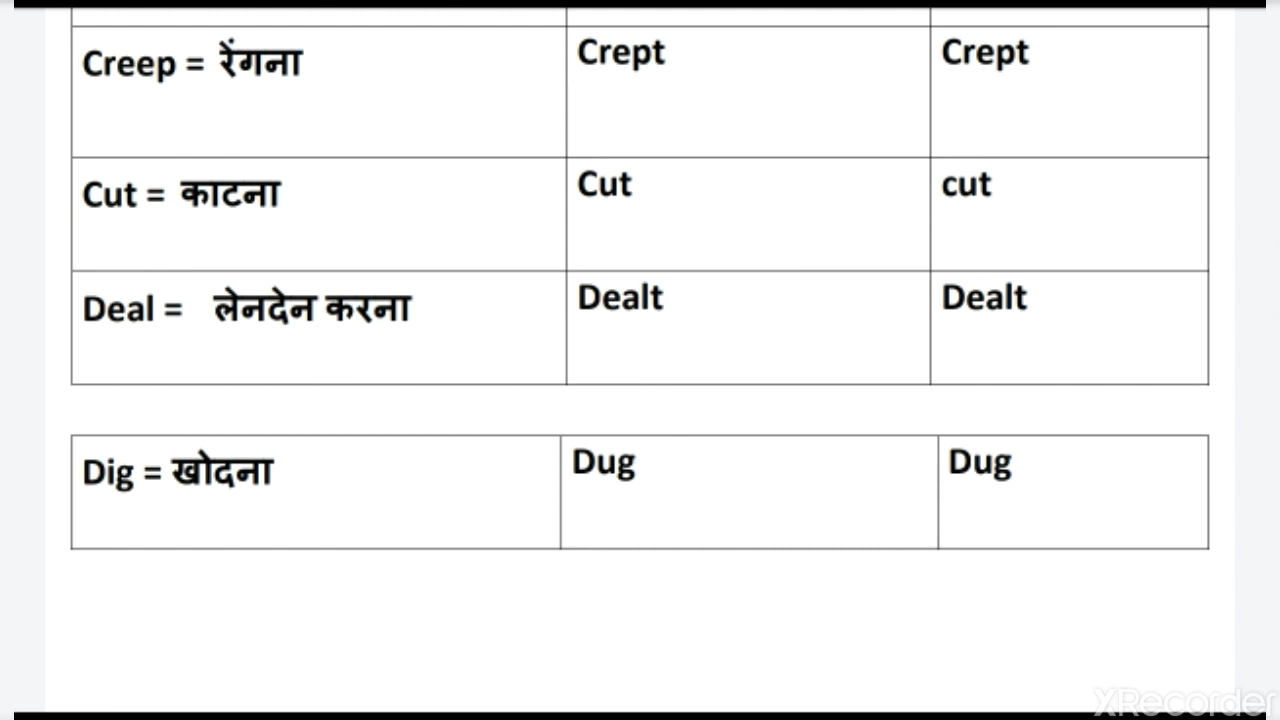 Creep = रेंगना Crept Crept
Cut = काटना Cut cut
Deal = लेनदेन करना Dealt Dealt
Dig = खोदना Dug Dug
XRecorder